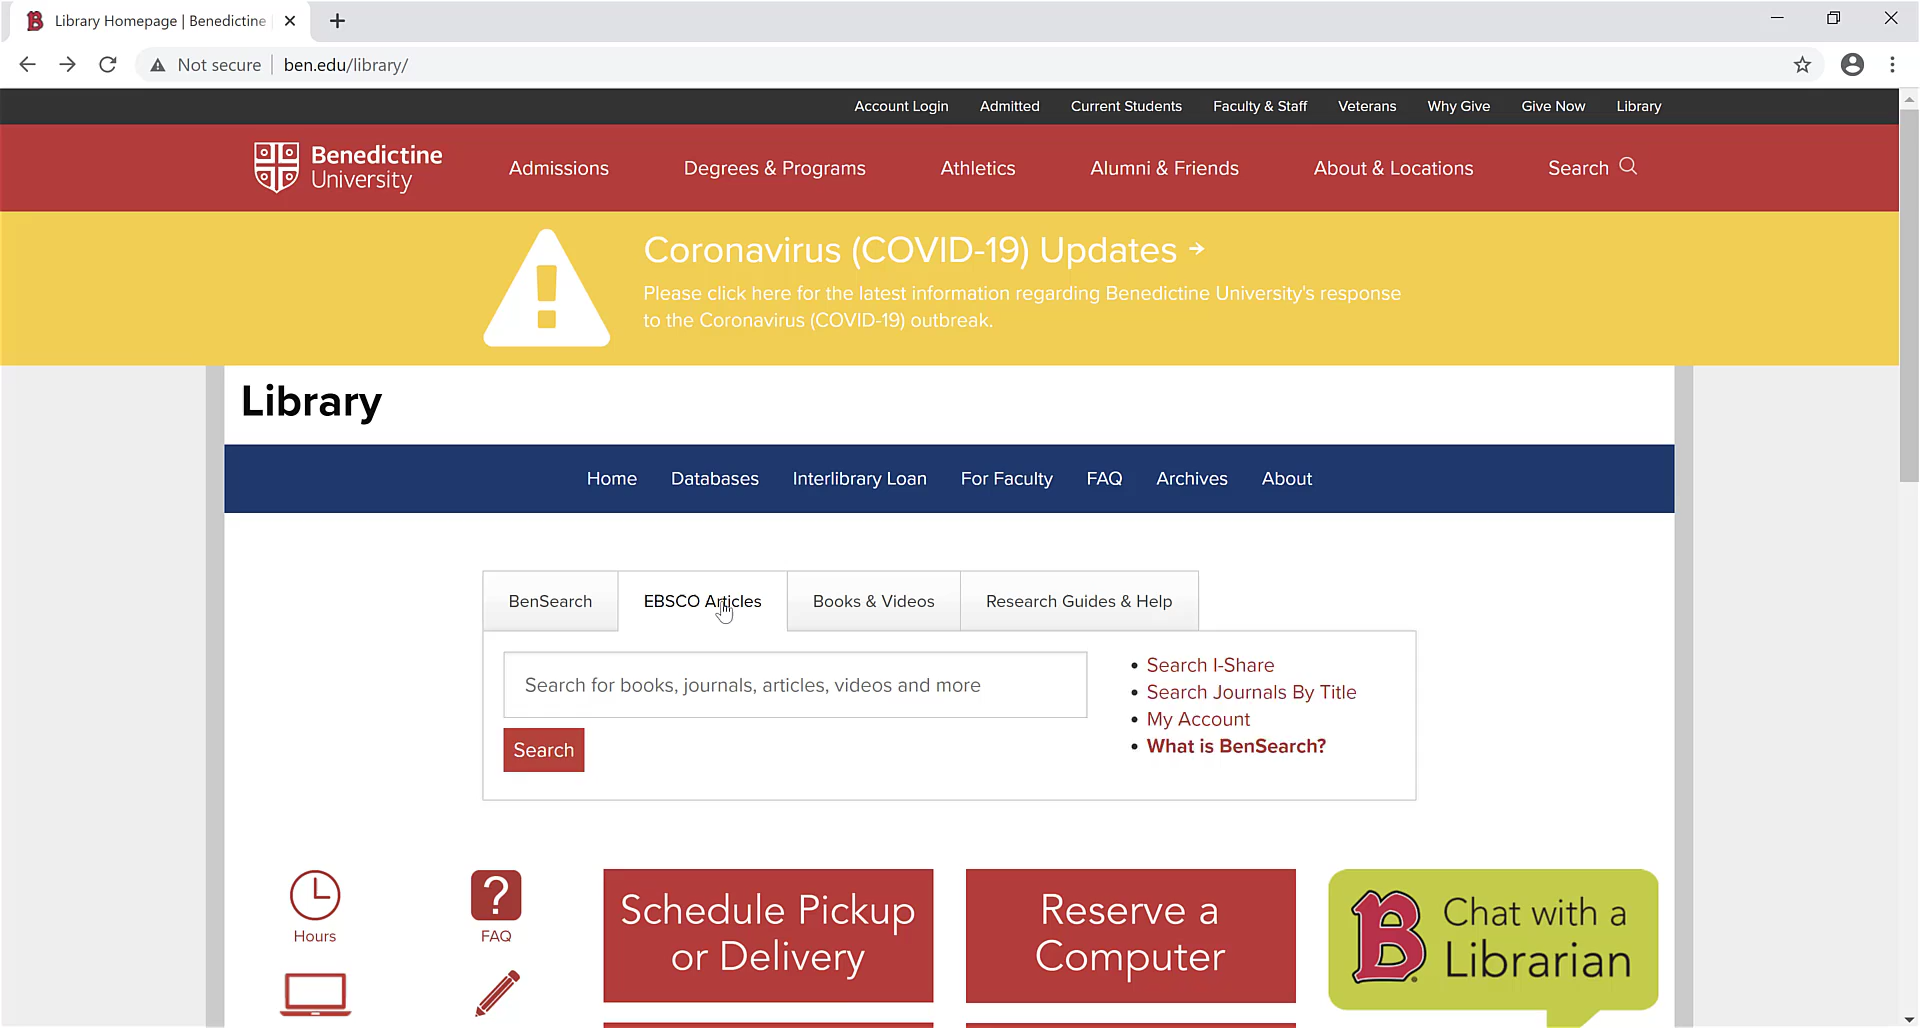 Library Homepage | Benedictine
Not secure
ben.edu/library/
Account Login Admitted Current Students Faculty & Staff Veterans Why Give Give Now Library
Benedictine
University
Admissions Degrees & Programs Athletics Alumni & Friends About & Locations Search
Coronavirus (COVID-19) Updates →
Please click here for the latest information regarding Benedictine University's response
to the Coronavirus (COVID-19) outbreak.
Library
Home Databases Interlibrary Loan For Faculty FAQ Archives About
BenSearch EBSCO Articles Books & Videos Research Guides & Help
Search for books, journals, articles, videos and more
Search
• Search I-Share
• Search Journals By Title
• My Account
• What is BenSearch?
Hours
?
FAQ
Schedule Pickup
or Delivery
Reserve a
Computer
B
Chat with a
Librarian